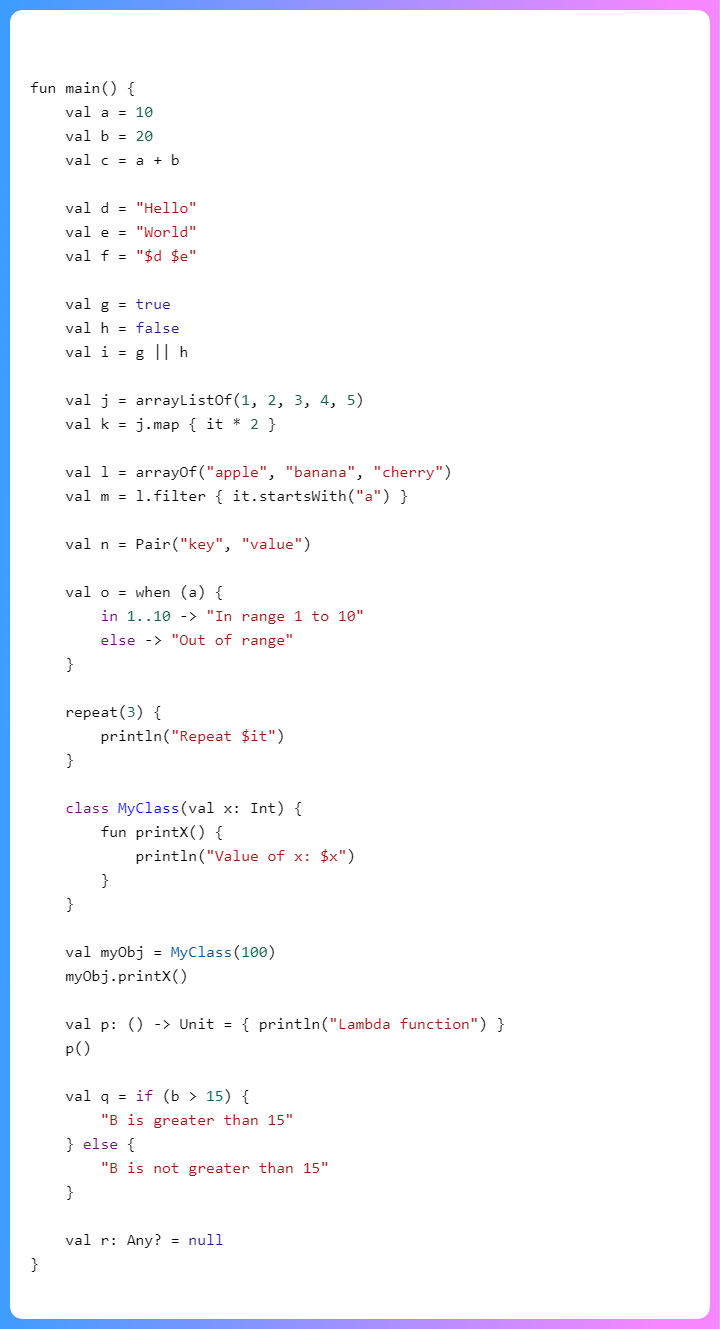 fun main() {
    val a = 10
    val b = 20
    val c = a + b

    val d = "Hello"
    val e = "World"
    val f = "$d $e"

    val g = true
    val h = false
    val i = g || h

    val j = arrayListOf(1, 2, 3, 4, 5)
    val k = j.map { it * 2 }

    val l = arrayOf("apple", "banana", "cherry")
    val m = l.filter { it.startsWith("a") }

    val n = Pair("key", "value")

    val o = when (a) {
        in 1..10 -> "In range 1 to 10"
        else -> "Out of range"
    }

    repeat(3) {
        println("Repeat $it")
    }

    class MyClass(val x: Int) {
        fun printX() {
            println("Value of x: $x")
        }
    }

    val myObj = MyClass(100)
    myObj.printX()

    val p: () -> Unit = { println("Lambda function") }
    p()

    val q = if (b > 15) {
        "B is greater than 15"
    } else {
        "B is not greater than 15"
    }

    val r: Any? = null
}